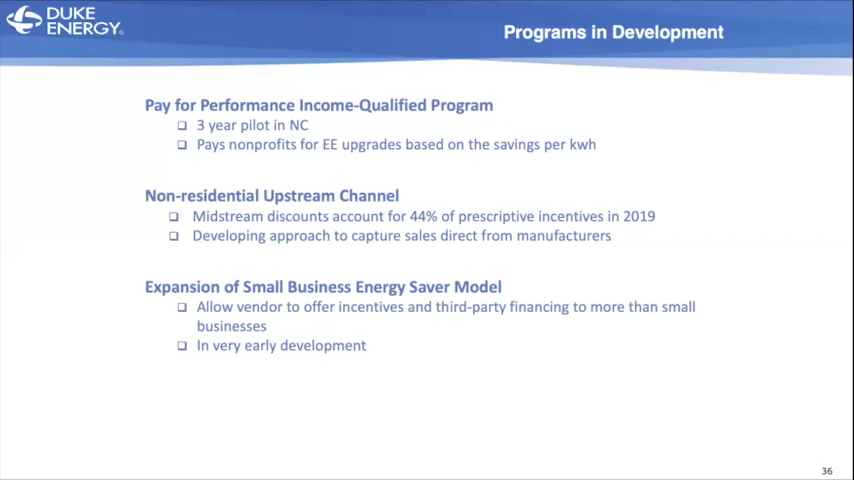 DUKE
ENERGY®
Programs in Development
Pay for Performance Income-Qualified Program
❑ 3 year pilot in NC
❑ Pays nonprofits for EE upgrades based on the savings per kwh
Non-residential Upstream Channel
❑ Midstream discounts account for 44% of prescriptive incentives in 2019
❑ Developing approach to capture sales direct from manufacturers
Expansion of Small Business Energy Saver Model
❑ Allow vendor to offer incentives and third-party financing to more than small
businesses
❑ In very early development
36